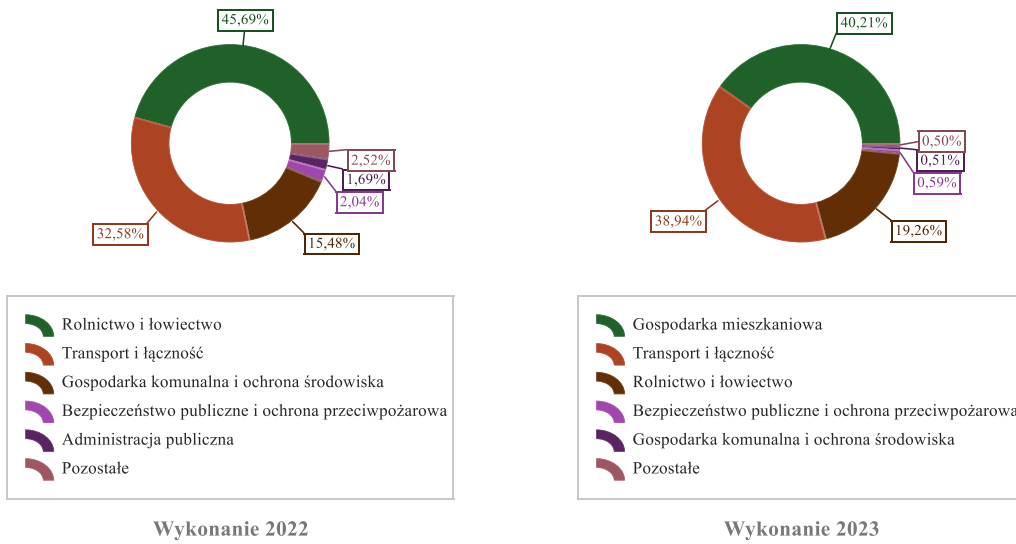 45,69%
2,52%
1,69%
2,04%
15,48%
32,58%
Rolnictwo i łowiectwo
Transport i łączność
Gospodarka komunalna i ochrona środowiska
Bezpieczeństwo publiczne i ochrona przeciwpożarowa
Administracja publiczna
Pozostałe
Wykonanie 2022
40,21%
0,50%
0,51%
0,59%
19,26%
38,94%
Gospodarka mieszkaniowa
Transport i łączność
Rolnictwo i łowiectwo
Bezpieczeństwo publiczne i ochrona przeciwpożarowa
Gospodarka komunalna i ochrona środowiska
Pozostałe
Wykonanie 2023